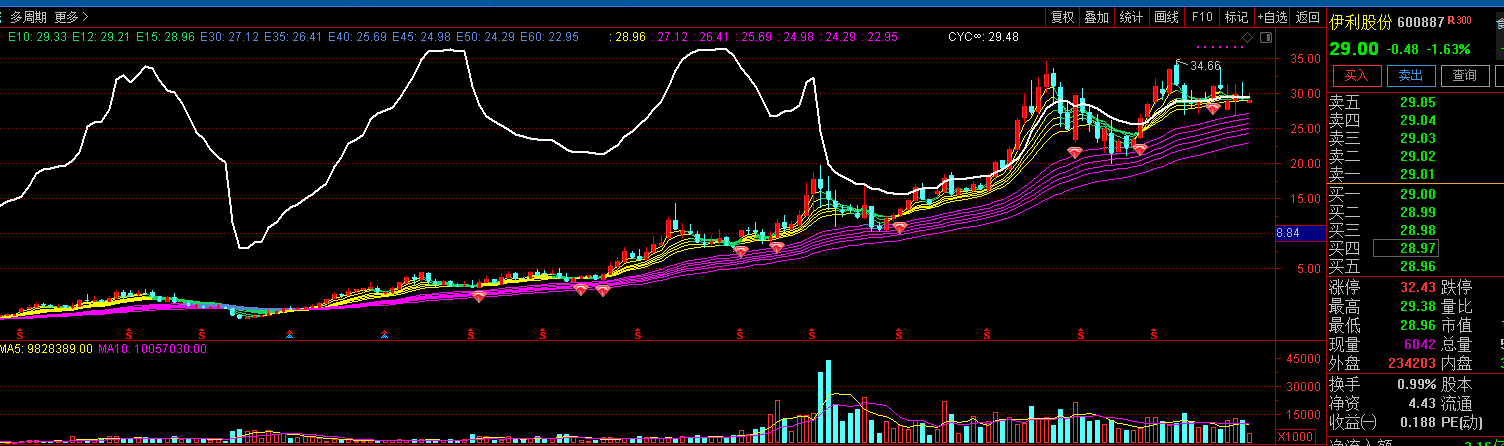 多周期 更多
复权 叠加 统计 画线 F10 标记 +自选 返回
伊利股份 600887 R300
E10: 29.33 E12: 29.21 E15: 28.96 E30: 27.12 E35: 26.41 E40: 25.69 E45: 24.98 E50: 24.29 E60: 22.95 : 28.96 : 27.12 : 26.41 : 25.69 : 24.98 : 24.29 : 22.95 CYC∞: 29.48
29.00 -0.48 -1.63%
买入 卖出 查询
34.66
35.00
30.00
25.00
20.00
15.00
8.84
5.00
卖五 29.05
卖四 29.04
卖三 29.03
卖二 29.02
卖一 29.01
买一 29.00
买二 28.99
买三 28.98
买四 28.97
买五 28.96
涨停 32.43 跌停
最高 29.38 量比
最低 28.96 市值
现量 6042 总量
外盘 234203 内盘
换手 0.99% 股本
净资 4.43 流通
收益(一) 0.188 PE(动)
MA5: 9828389.00 MA10: 10057030.00
45000
30000
15000
X1000